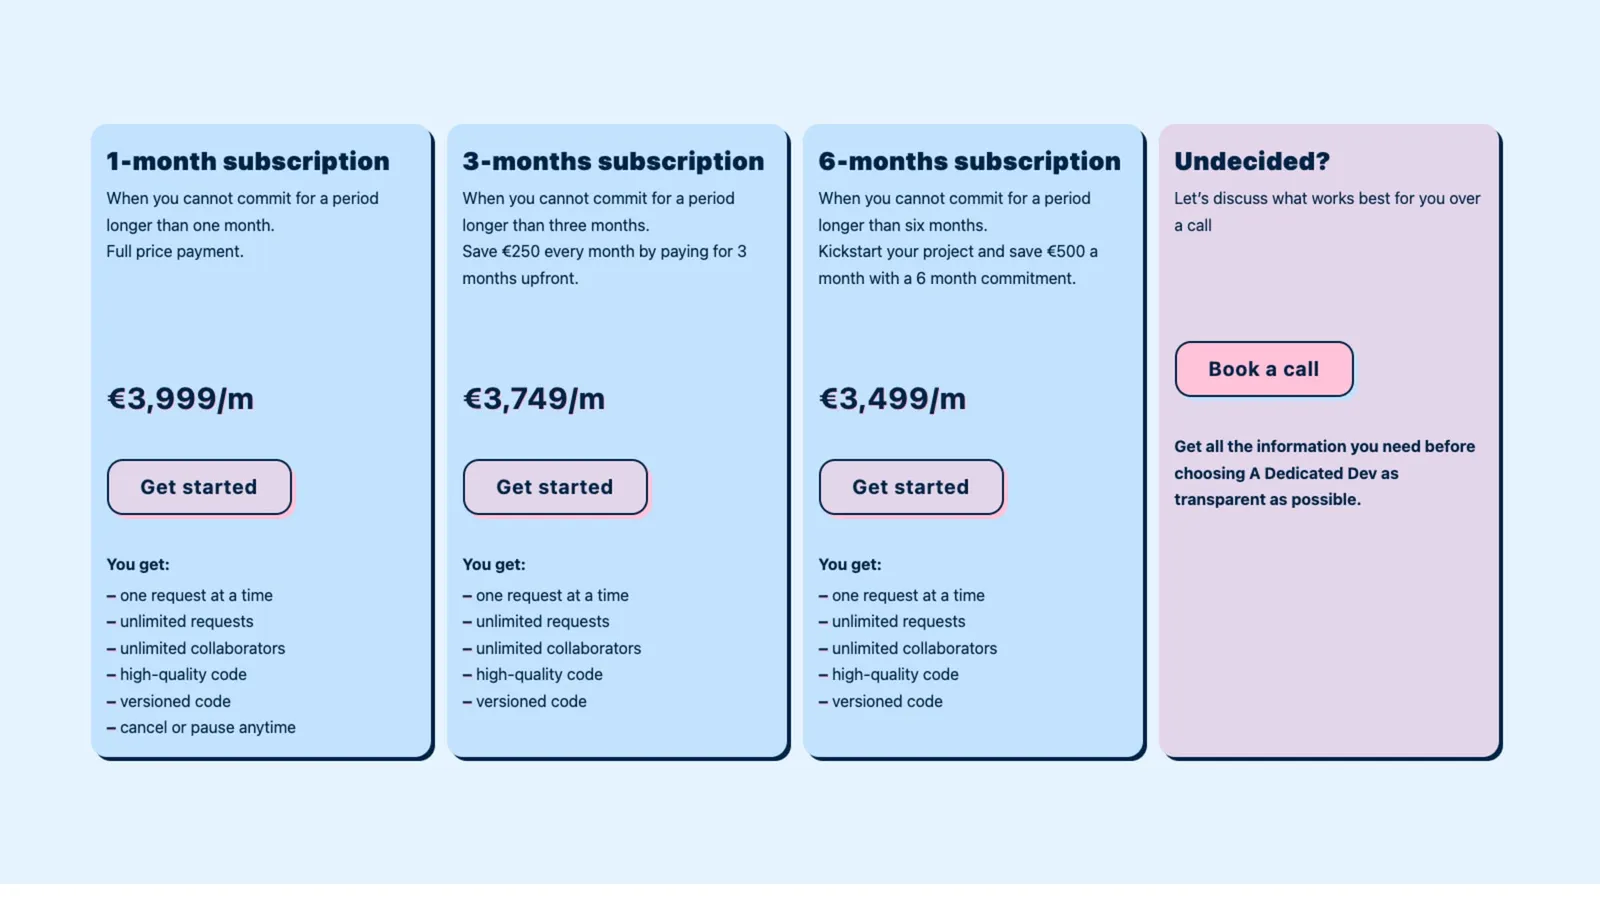 1-month subscription
When you cannot commit for a period
longer than one month.
Full price payment.
€3,999/m
Get started
You get:
– one request at a time
– unlimited requests
– unlimited collaborators
– high-quality code
– versioned code
– cancel or pause anytime
3-months subscription
When you cannot commit for a period
longer than three months.
Save €250 every month by paying for 3
months upfront.
€3,749/m
Get started
You get:
– one request at a time
– unlimited requests
– unlimited collaborators
– high-quality code
– versioned code
6-months subscription
When you cannot commit for a period
longer than six months.
Kickstart your project and save €500 a
month with a 6 month commitment.
€3,499/m
Get started
You get:
– one request at a time
– unlimited requests
– unlimited collaborators
– high-quality code
– versioned code
Undecided?
Let’s discuss what works best for you over
a call
Book a call
Get all the information you need before
choosing A Dedicated Dev as
transparent as possible.